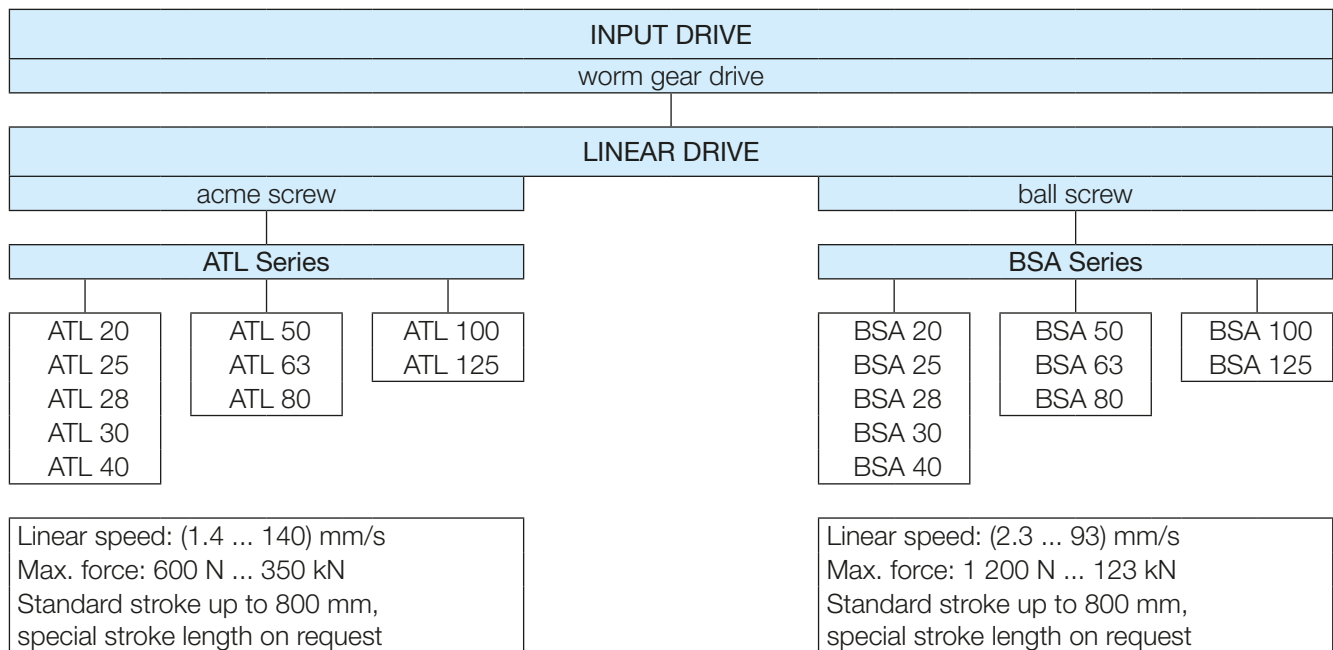 INPUT DRIVE
worm gear drive
LINEAR DRIVE
acme screw
ball screw
ATL Series
BSA Series
ATL 20
ATL 25
ATL 28
ATL 30
ATL 40
ATL 50
ATL 63
ATL 80
ATL 100
ATL 125
BSA 20
BSA 25
BSA 28
BSA 30
BSA 40
BSA 50
BSA 63
BSA 80
BSA 100
BSA 125
Linear speed: (1.4 ... 140) mm/s
Max. force: 600 N ... 350 kN
Standard stroke up to 800 mm,
special stroke length on request
Linear speed: (2.3 ... 93) mm/s
Max. force: 1 200 N ... 123 kN
Standard stroke up to 800 mm,
special stroke length on request